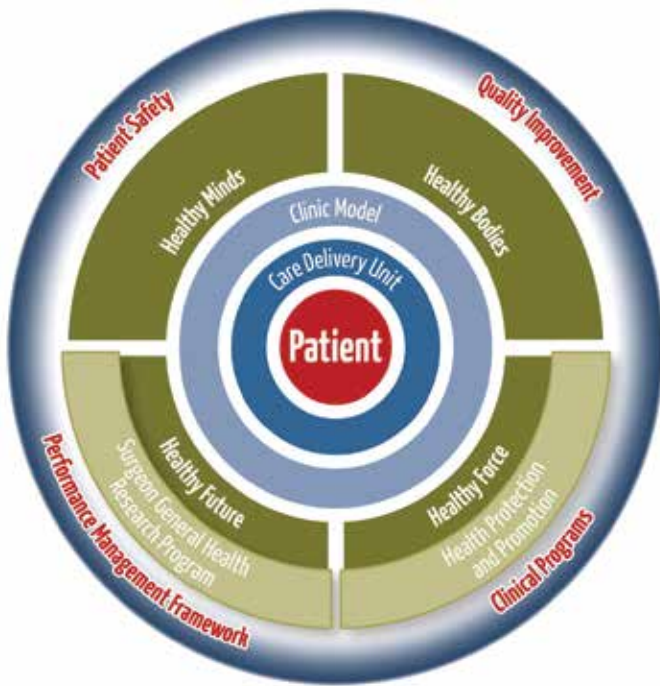 Patient Safety
Quality Improvement
Healthy Minds
Healthy Bodies
Clinic Model
Care Delivery Unit
Patient
Healthy Future
Surgeon General Health
Research Program
Performance Management Framework
Healthy Force
Health Protection
and Promotion
Clinical Programs